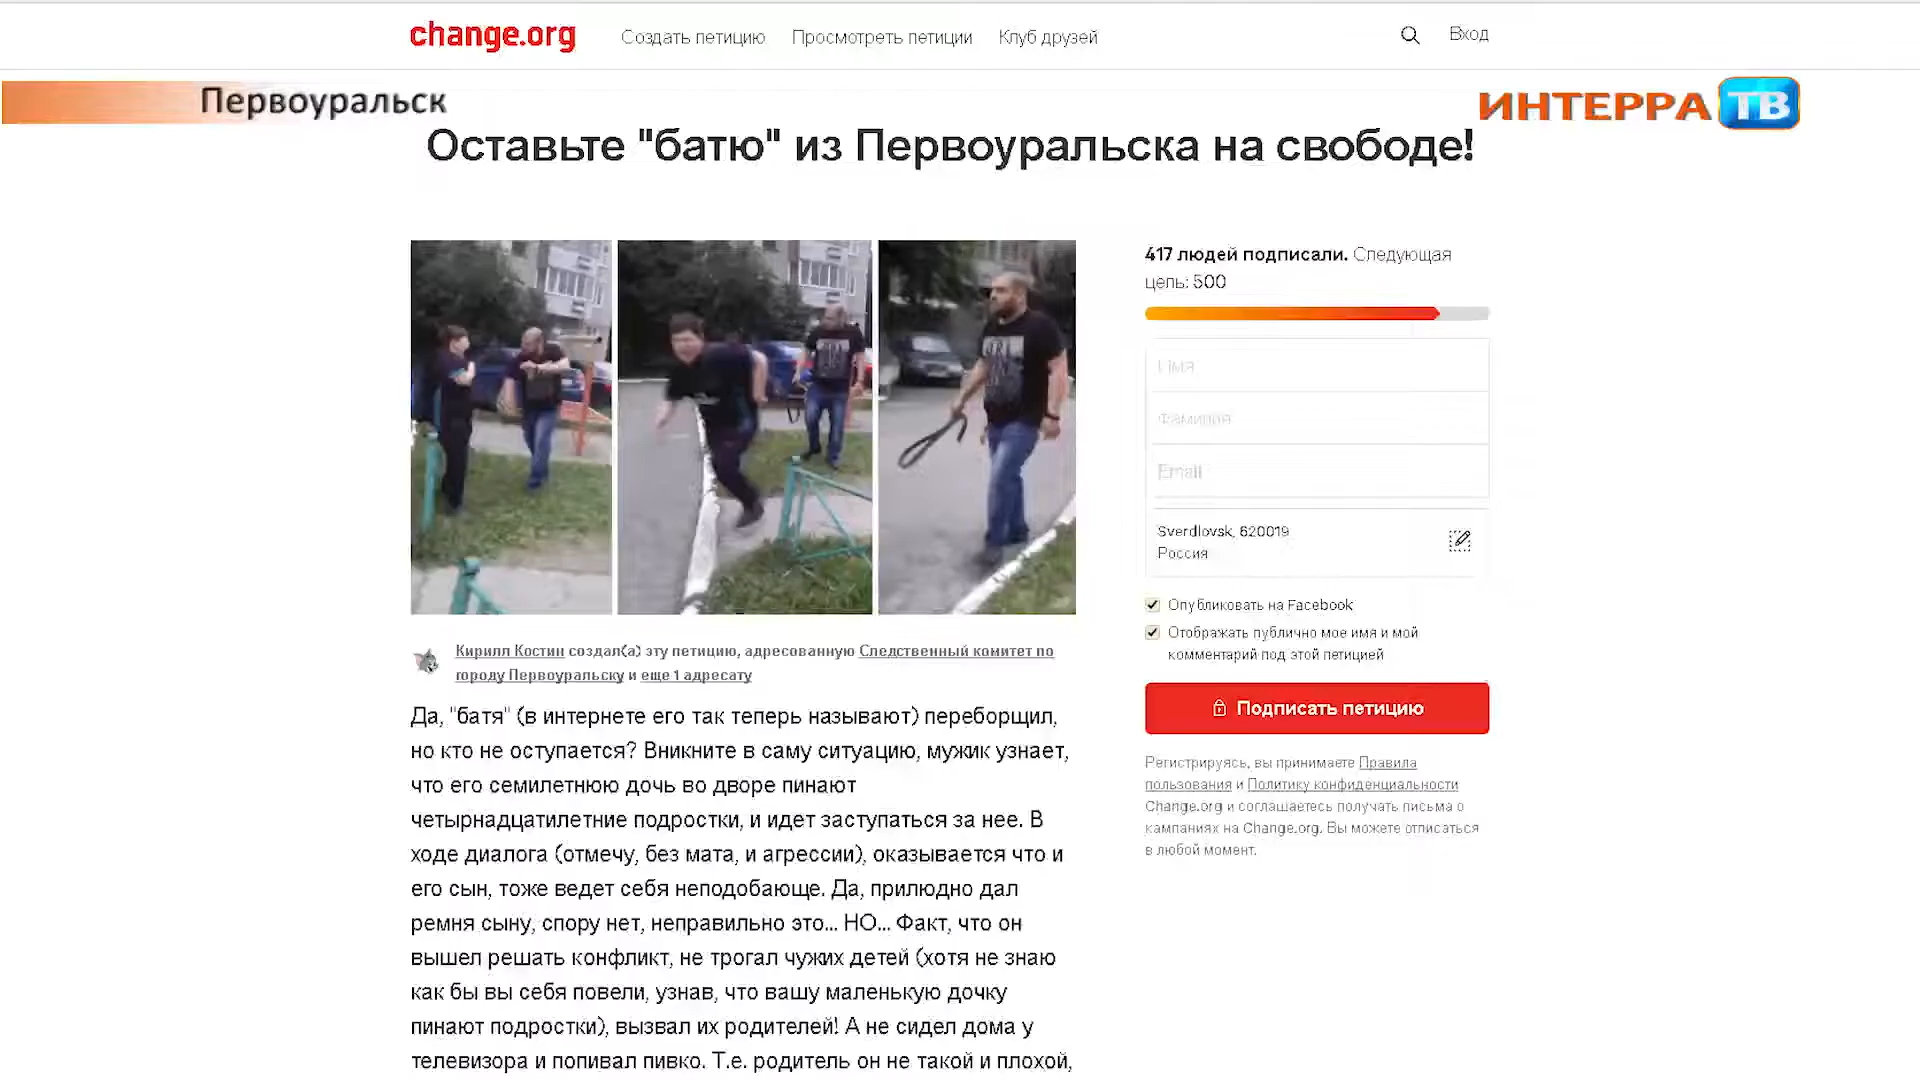 change.org Создать петицию Просмотреть петиции Клуб друзей Вход
Первоуральск
ИНТЕРРА ТВ
Оставьте "батю" из Первоуральска на свободе!
417 людей подписали. Следующая
цель: 500
Имя
Фамилия
Email
Sverdlovsk, 620019
Россия
Опубликовать на Facebook
Отображать публично мое имя и мой
комментарий под этой петицией
Подписать петицию
Регистрируясь, вы принимаете Правила
пользования и Политику конфиденциальности
Change.org и соглашаетесь получать письма о
кампаниях на Change.org. Вы можете отписаться
в любой момент.
Кирилл Костин создал(а) эту петицию, адресованную Следственный комитет по
городу Первоуральску и еще 1 адресату
Да, "батя" (в интернете его так теперь называют) переборщил,
но кто не оступается? Вникните в саму ситуацию, мужик узнает,
что его семилетнюю дочь во дворе пинают
четырнадцатилетние подростки, и идет заступаться за нее. В
ходе диалога (отмечу, без мата, и агрессии), оказывается что и
его сын, тоже ведет себя неподобающе. Да, прилюдно дал
ремня сыну, спору нет, неправильно это... НО... Факт, что он
вышел решать конфликт, не трогал чужих детей (хотя не знаю
как бы вы себя повели, узнав, что вашу маленькую дочку
пинают подростки), вызвал их родителей! А не сидел дома у
телевизора и попивал пивко. Т.е. родитель он не такой и плохой,